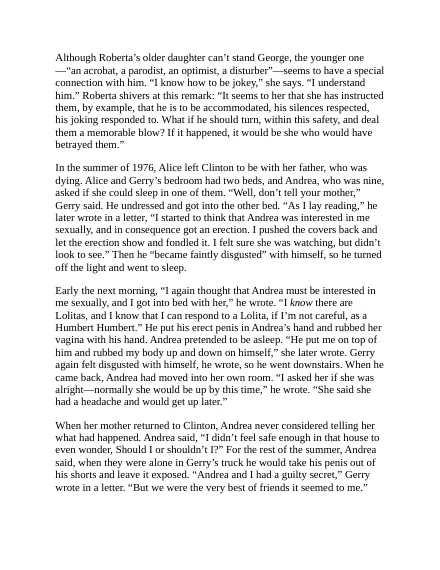 Although Roberta’s older daughter can’t stand George, the younger one
—“an acrobat, a parodist, an optimist, a disturber”—seems to have a special
connection with him. “I know how to be jokey,” she says. “I understand
him.” Roberta shivers at this remark: “It seems to her that she has instructed
them, by example, that he is to be accommodated, his silences respected,
his joking responded to. What if he should turn, within this safety, and deal
them a memorable blow? If it happened, it would be she who would have
betrayed them.”
In the summer of 1976, Alice left Clinton to be with her father, who was
dying. Alice and Gerry’s bedroom had two beds, and Andrea, who was nine,
asked if she could sleep in one of them. “Well, don’t tell your mother,”
Gerry said. He undressed and got into the other bed. “As I lay reading,” he
later wrote in a letter, “I started to think that Andrea was interested in me
sexually, and in consequence got an erection. I pushed the covers back and
let the erection show and fondled it. I felt sure she was watching, but didn’t
look to see.” Then he “became faintly disgusted” with himself, so he turned
off the light and went to sleep.
Early the next morning, “I again thought that Andrea must be interested in
me sexually, and I got into bed with her,” he wrote. “I know there are
Lolitas, and I know that I can respond to a Lolita, if I’m not careful, as a
Humbert Humbert.” He put his erect penis in Andrea’s hand and rubbed her
vagina with his hand. Andrea pretended to be asleep. “He put me on top of
him and rubbed my body up and down on himself,” she later wrote. Gerry
again felt disgusted with himself, he wrote, so he went downstairs. When he
came back, Andrea had moved into her own room. “I asked her if she was
alright—normally she would be up by this time,” he wrote. “She said she
had a headache and would get up later.”
When her mother returned to Clinton, Andrea never considered telling her
what had happened. Andrea said, “I didn’t feel safe enough in that house to
even wonder, Should I or shouldn’t I?” For the rest of the summer, Andrea
said, when they were alone in Gerry’s truck he would take his penis out of
his shorts and leave it exposed. “Andrea and I had a guilty secret,” Gerry
wrote in a letter. “But we were the very best of friends it seemed to me.”